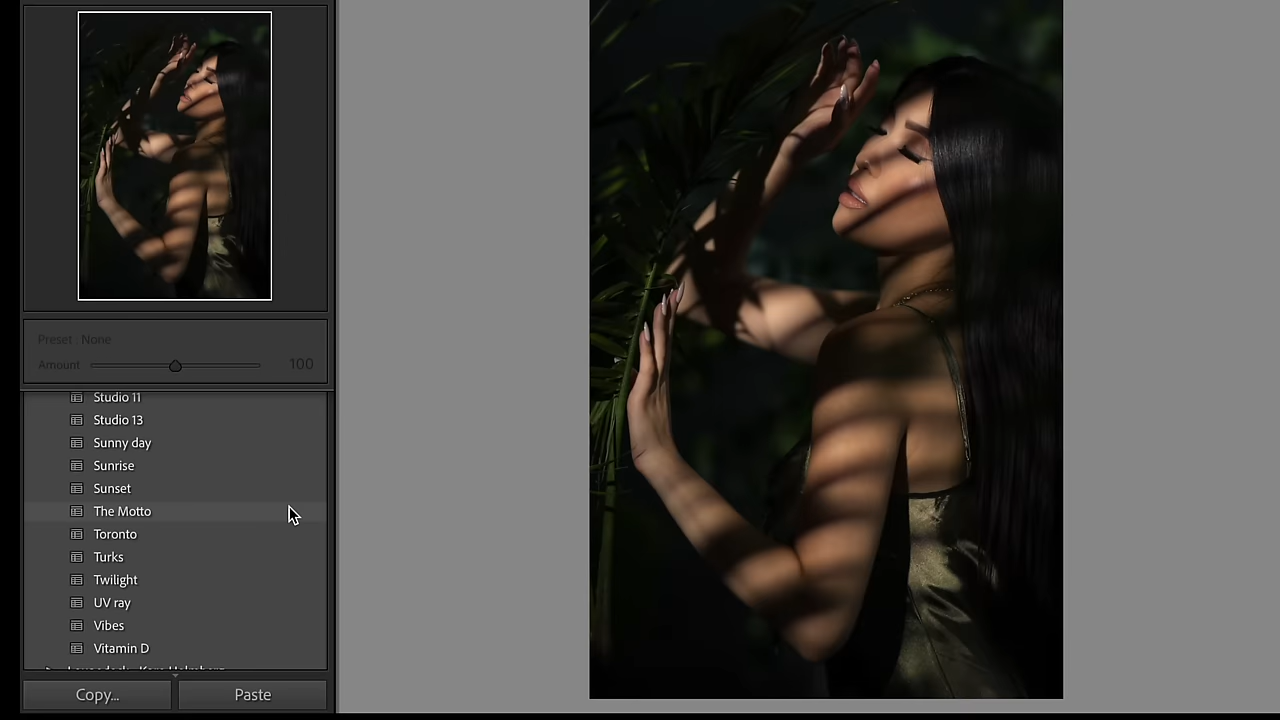 Preset : None
Amount 100
Studio 11
Studio 13
Sunny day
Sunrise
Sunset
The Motto
Toronto
Turks
Twilight
UV ray
Vibes
Vitamin D
Copy... Paste